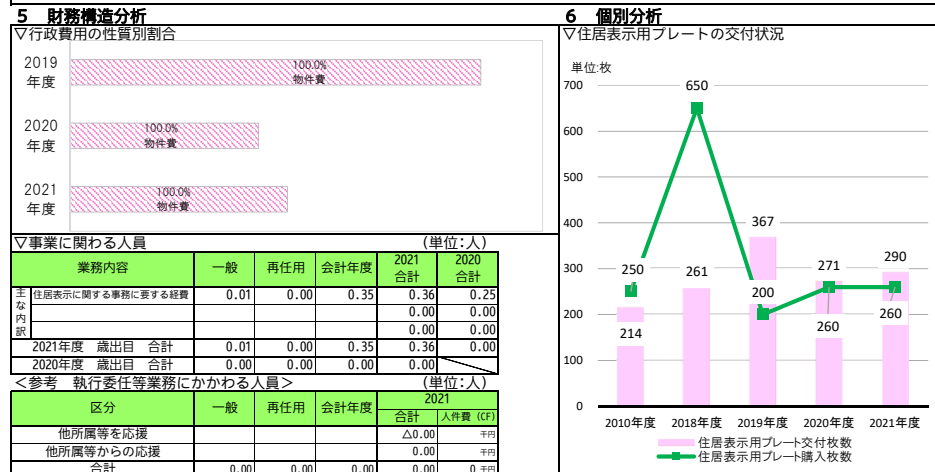 5 財務構造分析
▽行政費用の性質別割合
2019
年度
100.0%
物件費
2020
年度
100.0%
物件費
2021
年度
100.0%
物件費
▽事業に関わる人員 (単位:人)
業務内容 一般 再任用 会計年度 2021 合計 2020 合計
主な内訳
住居表示に関する事務に要する経費 0.01 0.00 0.35 0.36 0.25
0.00 0.00
0.00 0.00
2021年度 歳出目 合計 0.01 0.00 0.35 0.36 0.00
2020年度 歳出目 合計 0.00 0.00 0.00 0.00
<参考 執行委任等業務にかかわる人員> (単位:人)
区分 一般 再任用 会計年度 2021
合計 人件費(CF)
他所属等を応援 △0.00 千円
他所属等からの応援 0.00 千円
合計 0.00 0.00 0.00 0.00 0 千円
6 個別分析
▽住居表示用プレートの交付状況
単位:枚
700
600
500
400
300
200
100
0
650
367
250
261
271
290
200
214
260
260
2010年度 2018年度 2019年度 2020年度 2021年度
住居表示用プレート交付枚数
住居表示用プレート購入枚数